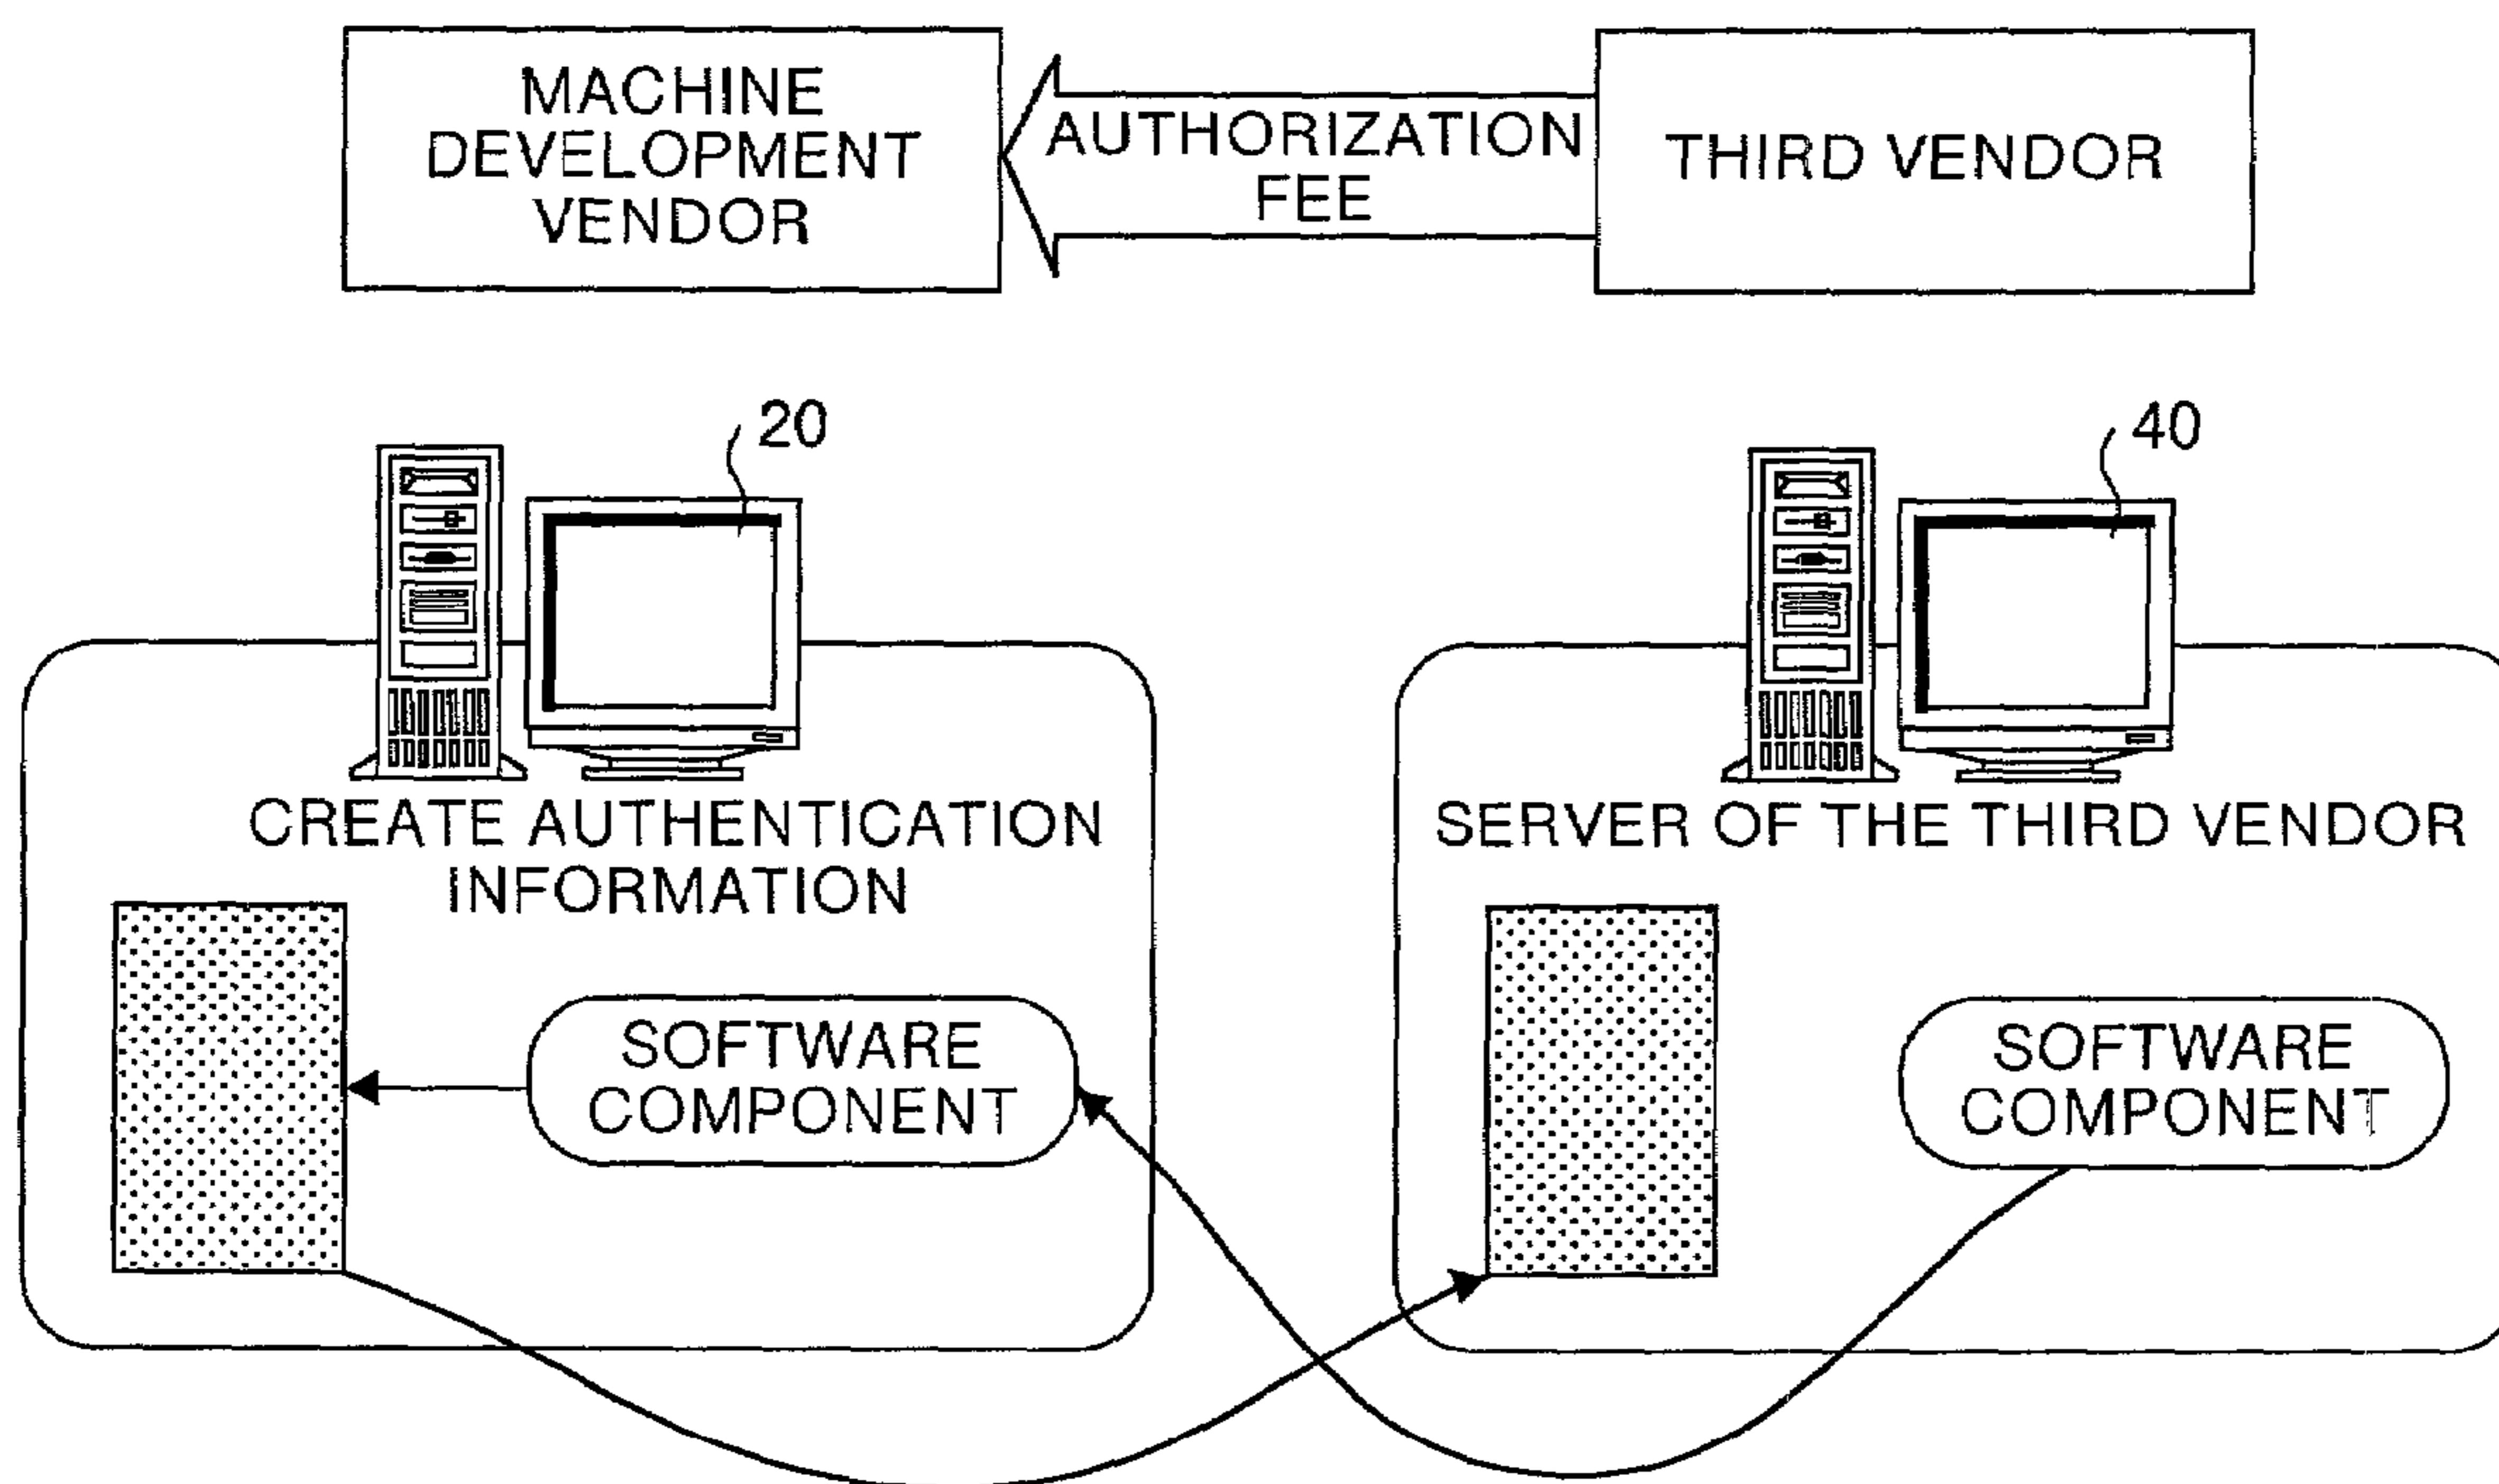 MACHINE
DEVELOPMENT
VENDOR
AUTHORIZATION
FEE
THIRD VENDOR
20
40
CREATE AUTHENTICATION
INFORMATION
SERVER OF THE THIRD VENDOR
SOFTWARE
COMPONENT
SOFTWARE
COMPONENT